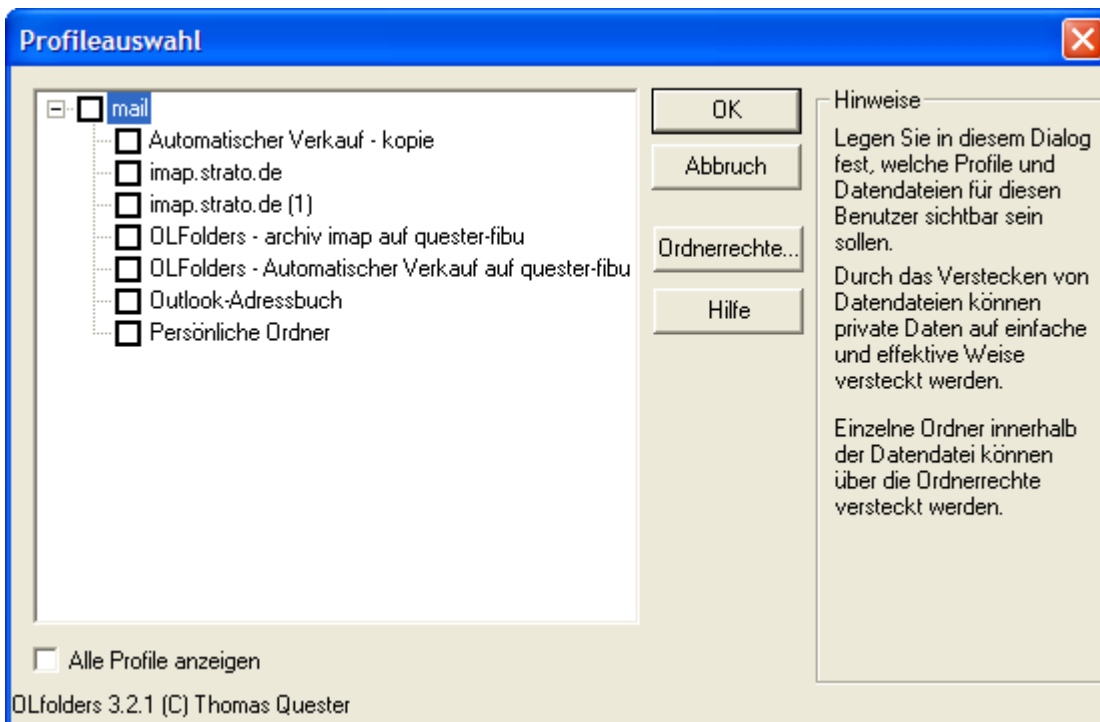 Profileauswahl
mail
Automatischer Verkauf - kopie
imap.strato.de
imap.strato.de (1)
OLFolders - archiv imap auf quester-fibu
OLFolders - Automatischer Verkauf auf quester-fibu
Outlook-Adressbuch
Persönliche Ordner
OK
Abbruch
Ordnerrechte...
Hilfe
Hinweise
Legen Sie in diesem Dialog
fest, welche Profile und
Datendateien für diesen
Benutzer sichtbar sein
sollen.
Durch das Verstecken von
Datendateien können
private Daten auf einfache
und effektive Weise
versteckt werden.
Einzelne Ordner innerhalb
der Datendatei können
über die Ordnerrechte
versteckt werden.
Alle Profile anzeigen
OLfolders 3.2.1 (C) Thomas Quester